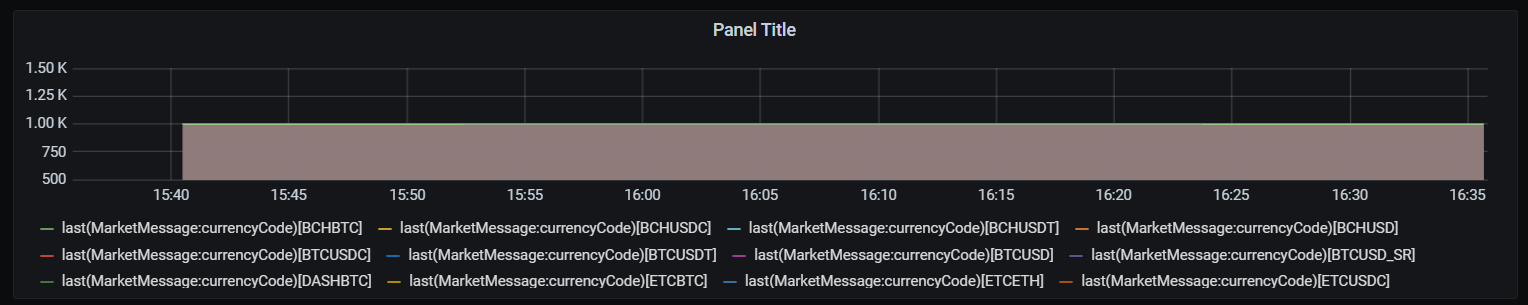 Panel Title
1.50 K
1.25 K
1.00 K
750
500
15:40 15:45 15:50 15:55 16:00 16:05 16:10 16:15 16:20 16:25 16:30 16:35
last(MarketMessage:currencyCode)[BCHBTC] last(MarketMessage:currencyCode)[BCHUSDC] last(MarketMessage:currencyCode)[BCHUSDT] last(MarketMessage:currencyCode)[BCHUSD]
last(MarketMessage:currencyCode)[BTCUSDC] last(MarketMessage:currencyCode)[BTCUSDT] last(MarketMessage:currencyCode)[BTCUSD] last(MarketMessage:currencyCode)[BTCUSD_SR]
last(MarketMessage:currencyCode)[DASHBTC] last(MarketMessage:currencyCode)[ETCBTC] last(MarketMessage:currencyCode)[ETCETH] last(MarketMessage:currencyCode)[ETCUSDC]